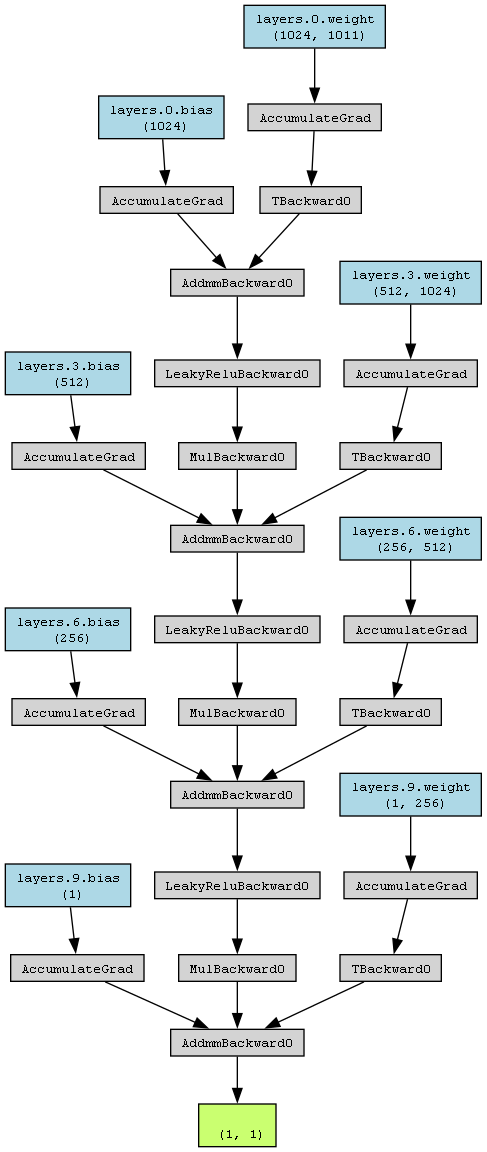 layers.0.weight
(1024, 1011)
layers.0.bias
(1024)
AccumulateGrad
AccumulateGrad
TBackward0
AddmmBackward0
layers.3.weight
(512, 1024)
layers.3.bias
(512)
LeakyReluBackward0
AccumulateGrad
AccumulateGrad
MulBackward0
TBackward0
AddmmBackward0
layers.6.weight
(256, 512)
layers.6.bias
(256)
LeakyReluBackward0
AccumulateGrad
AccumulateGrad
MulBackward0
TBackward0
AddmmBackward0
layers.9.weight
(1, 256)
layers.9.bias
(1)
LeakyReluBackward0
AccumulateGrad
AccumulateGrad
MulBackward0
TBackward0
AddmmBackward0
(1, 1)